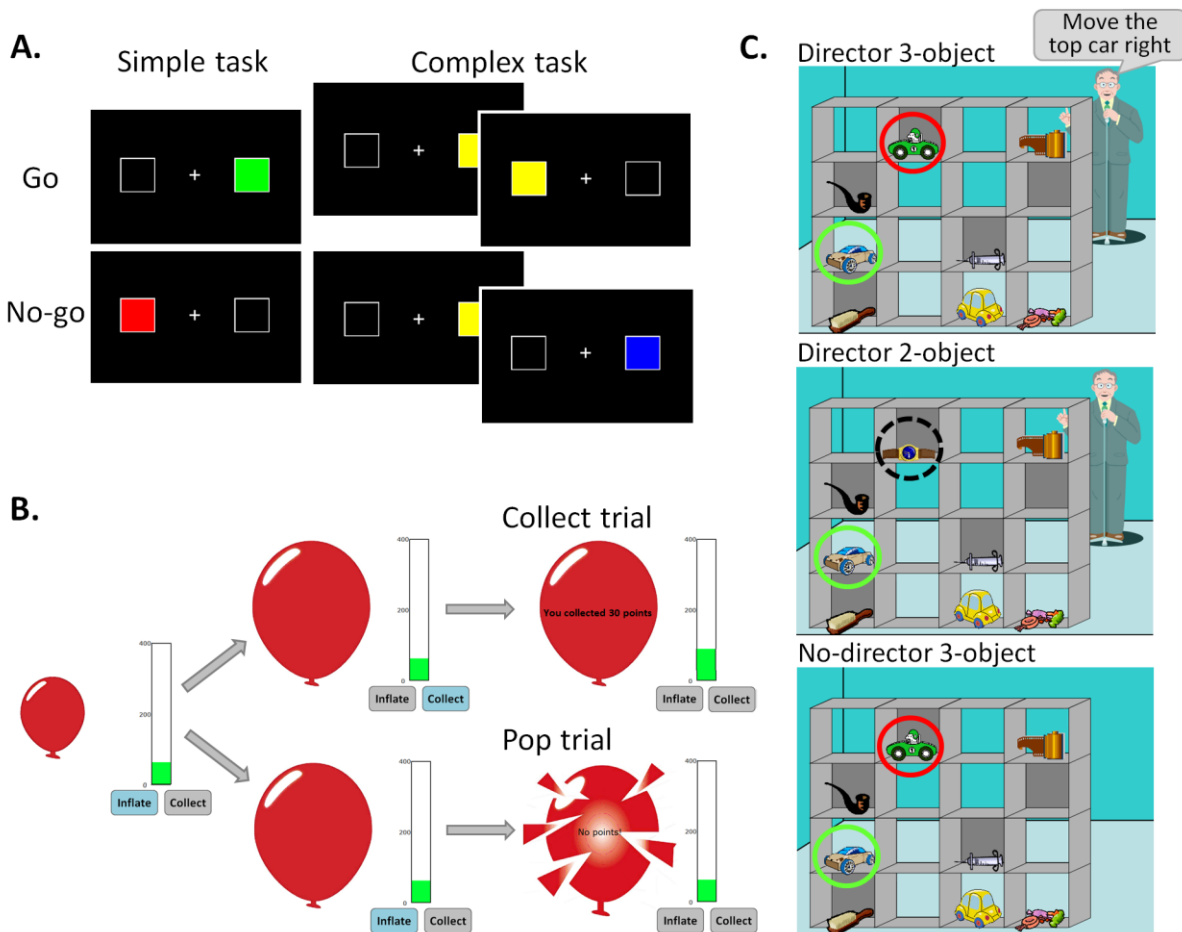 A.
Simple task
Complex task
Go
No-go
B.
Collect trial
400
200
0
Inflate
Collect
400
200
0
Inflate
Collect
You collected 30 points
400
200
0
Inflate
Collect
Pop trial
400
200
0
Inflate
Collect
No points!
400
200
0
Inflate
Collect
C.
Move the
top car right
Director 3-object
Director 2-object
No-director 3-object